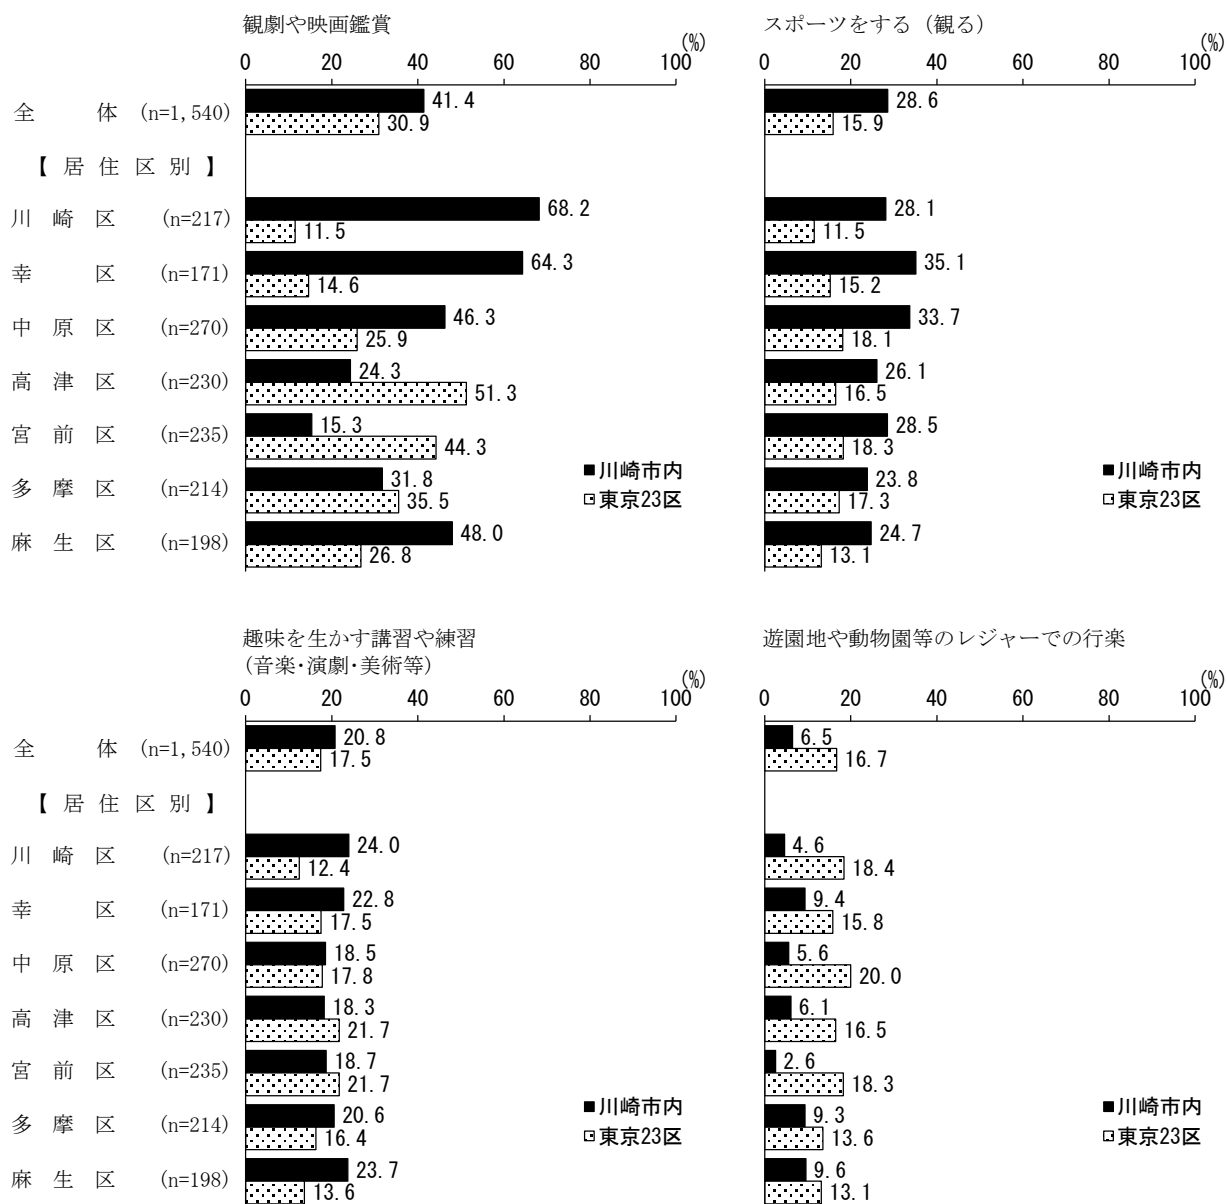 観劇や映画鑑賞
(%)
0 20 40 60 80 100
全体 (n=1,540) 41.4 30.9
【居住区別】
川崎区 (n=217) 68.2 11.5
幸区 (n=171) 64.3 14.6
中原区 (n=270) 46.3 25.9
高津区 (n=230) 24.3 51.3
宮前区 (n=235) 15.3 44.3
多摩区 (n=214) 31.8 35.5
麻生区 (n=198) 48.0 26.8
川崎市内
東京23区
スポーツをする（観る）
(%)
0 20 40 60 80 100
28.6
15.9
28.1
11.5
35.1
15.2
33.7
18.1
26.1
16.5
28.5
18.3
23.8
17.3
24.7
13.1
川崎市内
東京23区
趣味を生かす講習や練習
（音楽・演劇・美術等）
(%)
0 20 40 60 80 100
全体 (n=1,540) 20.8 17.5
【居住区別】
川崎区 (n=217) 24.0 12.4
幸区 (n=171) 22.8 17.5
中原区 (n=270) 18.5 17.8
高津区 (n=230) 18.3 21.7
宮前区 (n=235) 18.7 21.7
多摩区 (n=214) 20.6 16.4
麻生区 (n=198) 23.7 13.6
川崎市内
東京23区
遊園地や動物園等のレジャーでの行楽
(%)
0 20 40 60 80 100
6.5
16.7
4.6
18.4
9.4
15.8
5.6
20.0
6.1
16.5
2.6
18.3
9.3
13.6
9.6
13.1
川崎市内
東京23区